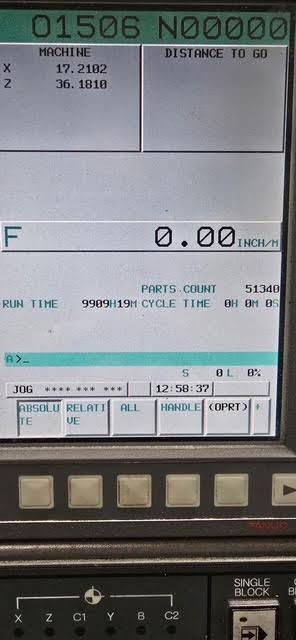 O1506 N00000
MACHINE DISTANCE TO GO
X 17.2102
Z 36.1810
F 0.00 INCH/M
PARTS COUNT 51340
RUN TIME 9909H19M CYCLE TIME 0H 0M 0S
A>_
S 0 L 0%
JOG **** *** *** 12:58:37
ABSOLUTE RELATIVE ALL HANDLE (OPRT) +
FANUC
SINGLE
BLOCK
X Z C1 Y B C2